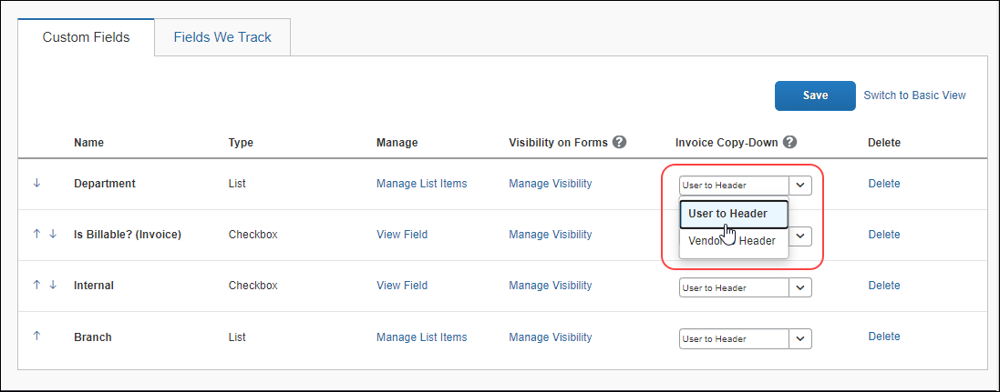 Custom Fields Fields We Track
Save Switch to Basic View
Name Type Manage Visibility on Forms ? Invoice Copy-Down ? Delete
↓ Department List Manage List Items Manage Visibility User to Header Delete
User to Header
↑ ↓ Is Billable? (Invoice) Checkbox View Field Manage Visibility Delete
Vendor Header
↑ ↓ Internal Checkbox View Field Manage Visibility User to Header Delete
↑ Branch List Manage List Items Manage Visibility User to Header Delete